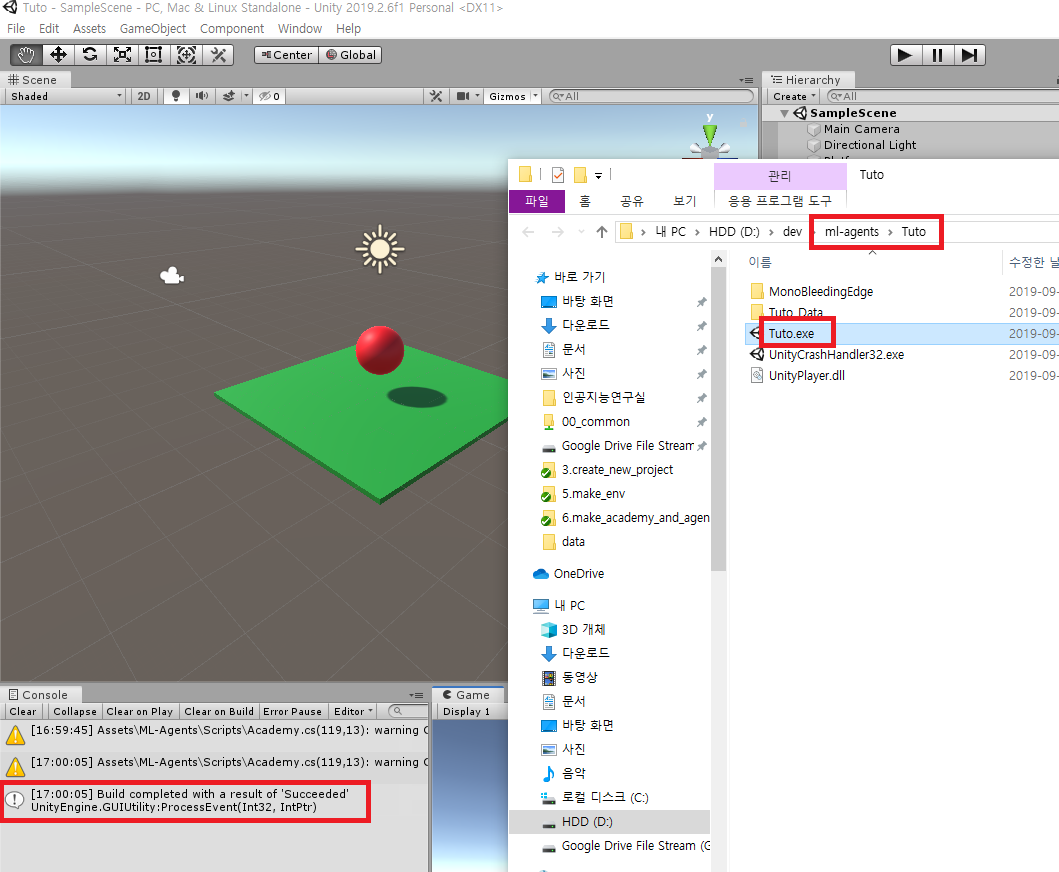 Tuto - SampleScene - PC, Mac & Linux Standalone - Unity 2019.2.6f1 Personal <DX11>
File Edit Assets GameObject Component Window Help
Center Global
Scene
Shaded 2D 0 Gizmos All
Hierarchy
Create All
SampleScene
Main Camera
Directional Light
y
관리 Tuto
파일 홈 공유 보기 응용 프로그램 도구
내 PC > HDD (D:) > dev > ml-agents > Tuto
바로 가기
바탕 화면
다운로드
문서
사진
인공지능연구실
00_common
Google Drive File Stream
3.create_new_project
5.make_env
6.make_academy_and_agen
data
OneDrive
내 PC
3D 개체
다운로드
동영상
문서
바탕 화면
사진
음악
로컬 디스크 (C:)
HDD (D:)
Google Drive File Stream (G
이름 수정한 날
MonoBleedingEdge 2019-09-
Tuto_Data 2019-09-
Tuto.exe 2019-09-
UnityCrashHandler32.exe 2019-09-
UnityPlayer.dll 2019-09-
Console
Clear Collapse Clear on Play Clear on Build Error Pause Editor
[16:59:45] Assets\ML-Agents\Scripts\Academy.cs(119,13): warning C
[17:00:05] Assets\ML-Agents\Scripts\Academy.cs(119,13): warning C
[17:00:05] Build completed with a result of 'Succeeded'
UnityEngine.GUIUtility:ProcessEvent(Int32, IntPtr)
Game
Display 1